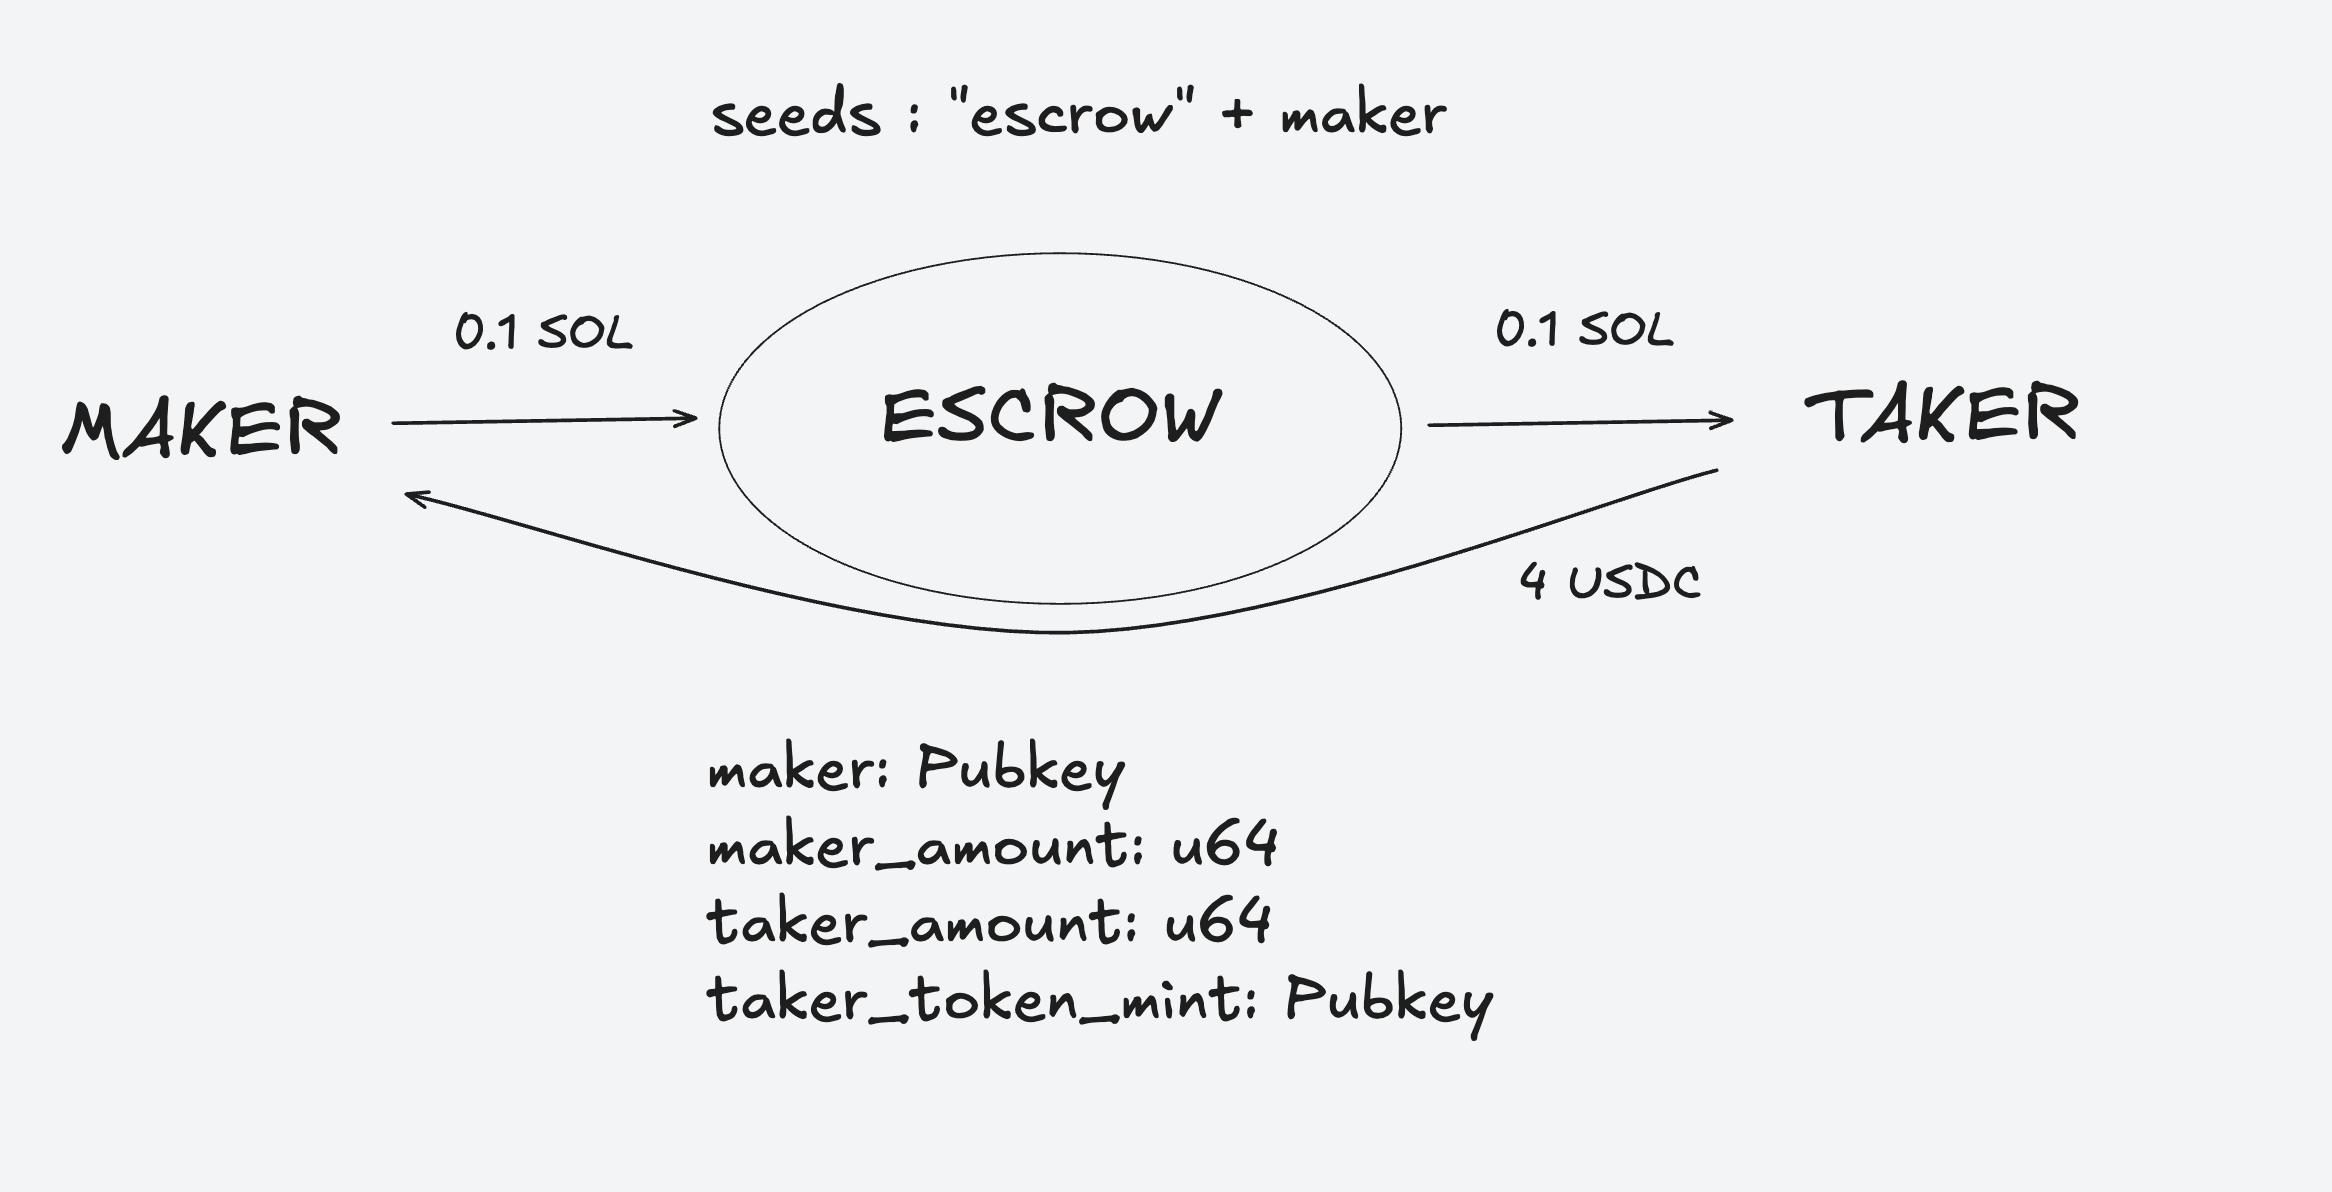 seeds : "escrow" + maker
0.1 SOL
0.1 SOL
MAKER
ESCROW
TAKER
4 USDC
maker: Pubkey
maker_amount: u64
taker_amount: u64
taker_token_mint: Pubkey